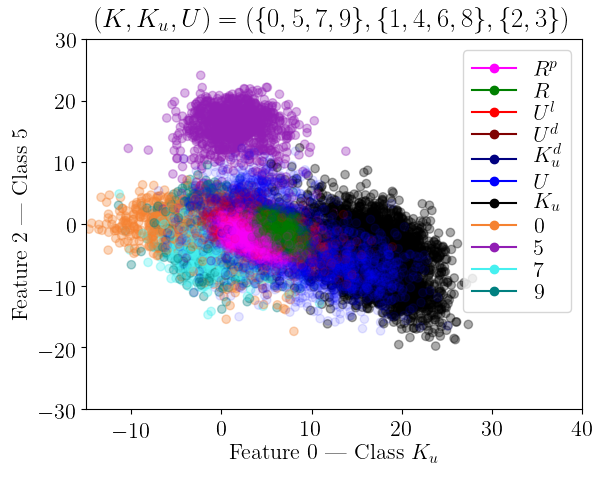 (K, K_u, U) = ({0, 5, 7, 9}, {1, 4, 6, 8}, {2, 3})
30
20
10
0
−10
−20
−30
Feature 2 — Class 5
R^p
R
U^l
U^d
K_u^d
U
K_u
0
5
7
9
−10
0
10
20
30
40
Feature 0 — Class K_u